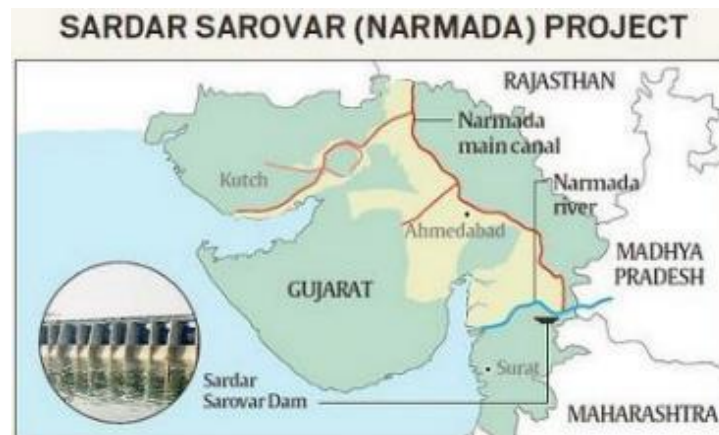 SARDAR SAROVAR (NARMADA) PROJECT
RAJASTHAN
Narmada
main canal
Kutch
Narmada
river
Ahmedabad
MADHYA
PRADESH
GUJARAT
Sardar
Sarovar Dam
Surat
MAHARASHTRA